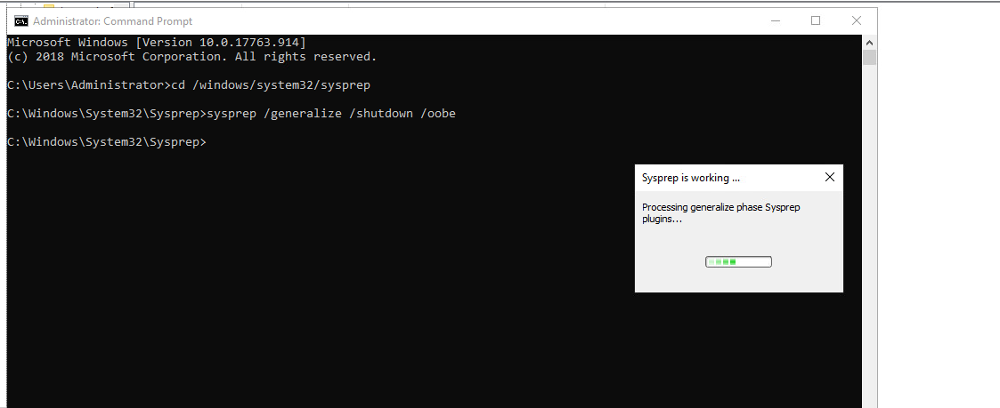 Administrator: Command Prompt
Microsoft Windows [Version 10.0.17763.914]
(c) 2018 Microsoft Corporation. All rights reserved.
C:\Users\Administrator>cd /windows/system32/sysprep
C:\Windows\System32\Sysprep>sysprep /generalize /shutdown /oobe
C:\Windows\System32\Sysprep>
Sysprep is working ...
Processing generalize phase Sysprep
plugins...